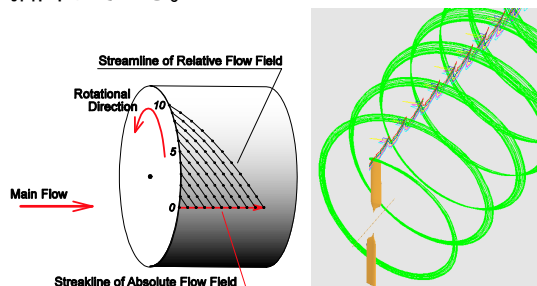 Streamline of Relative Flow Field
Rotational
Direction
10
5
0
Main Flow
Streakline of Absolute Flow Field